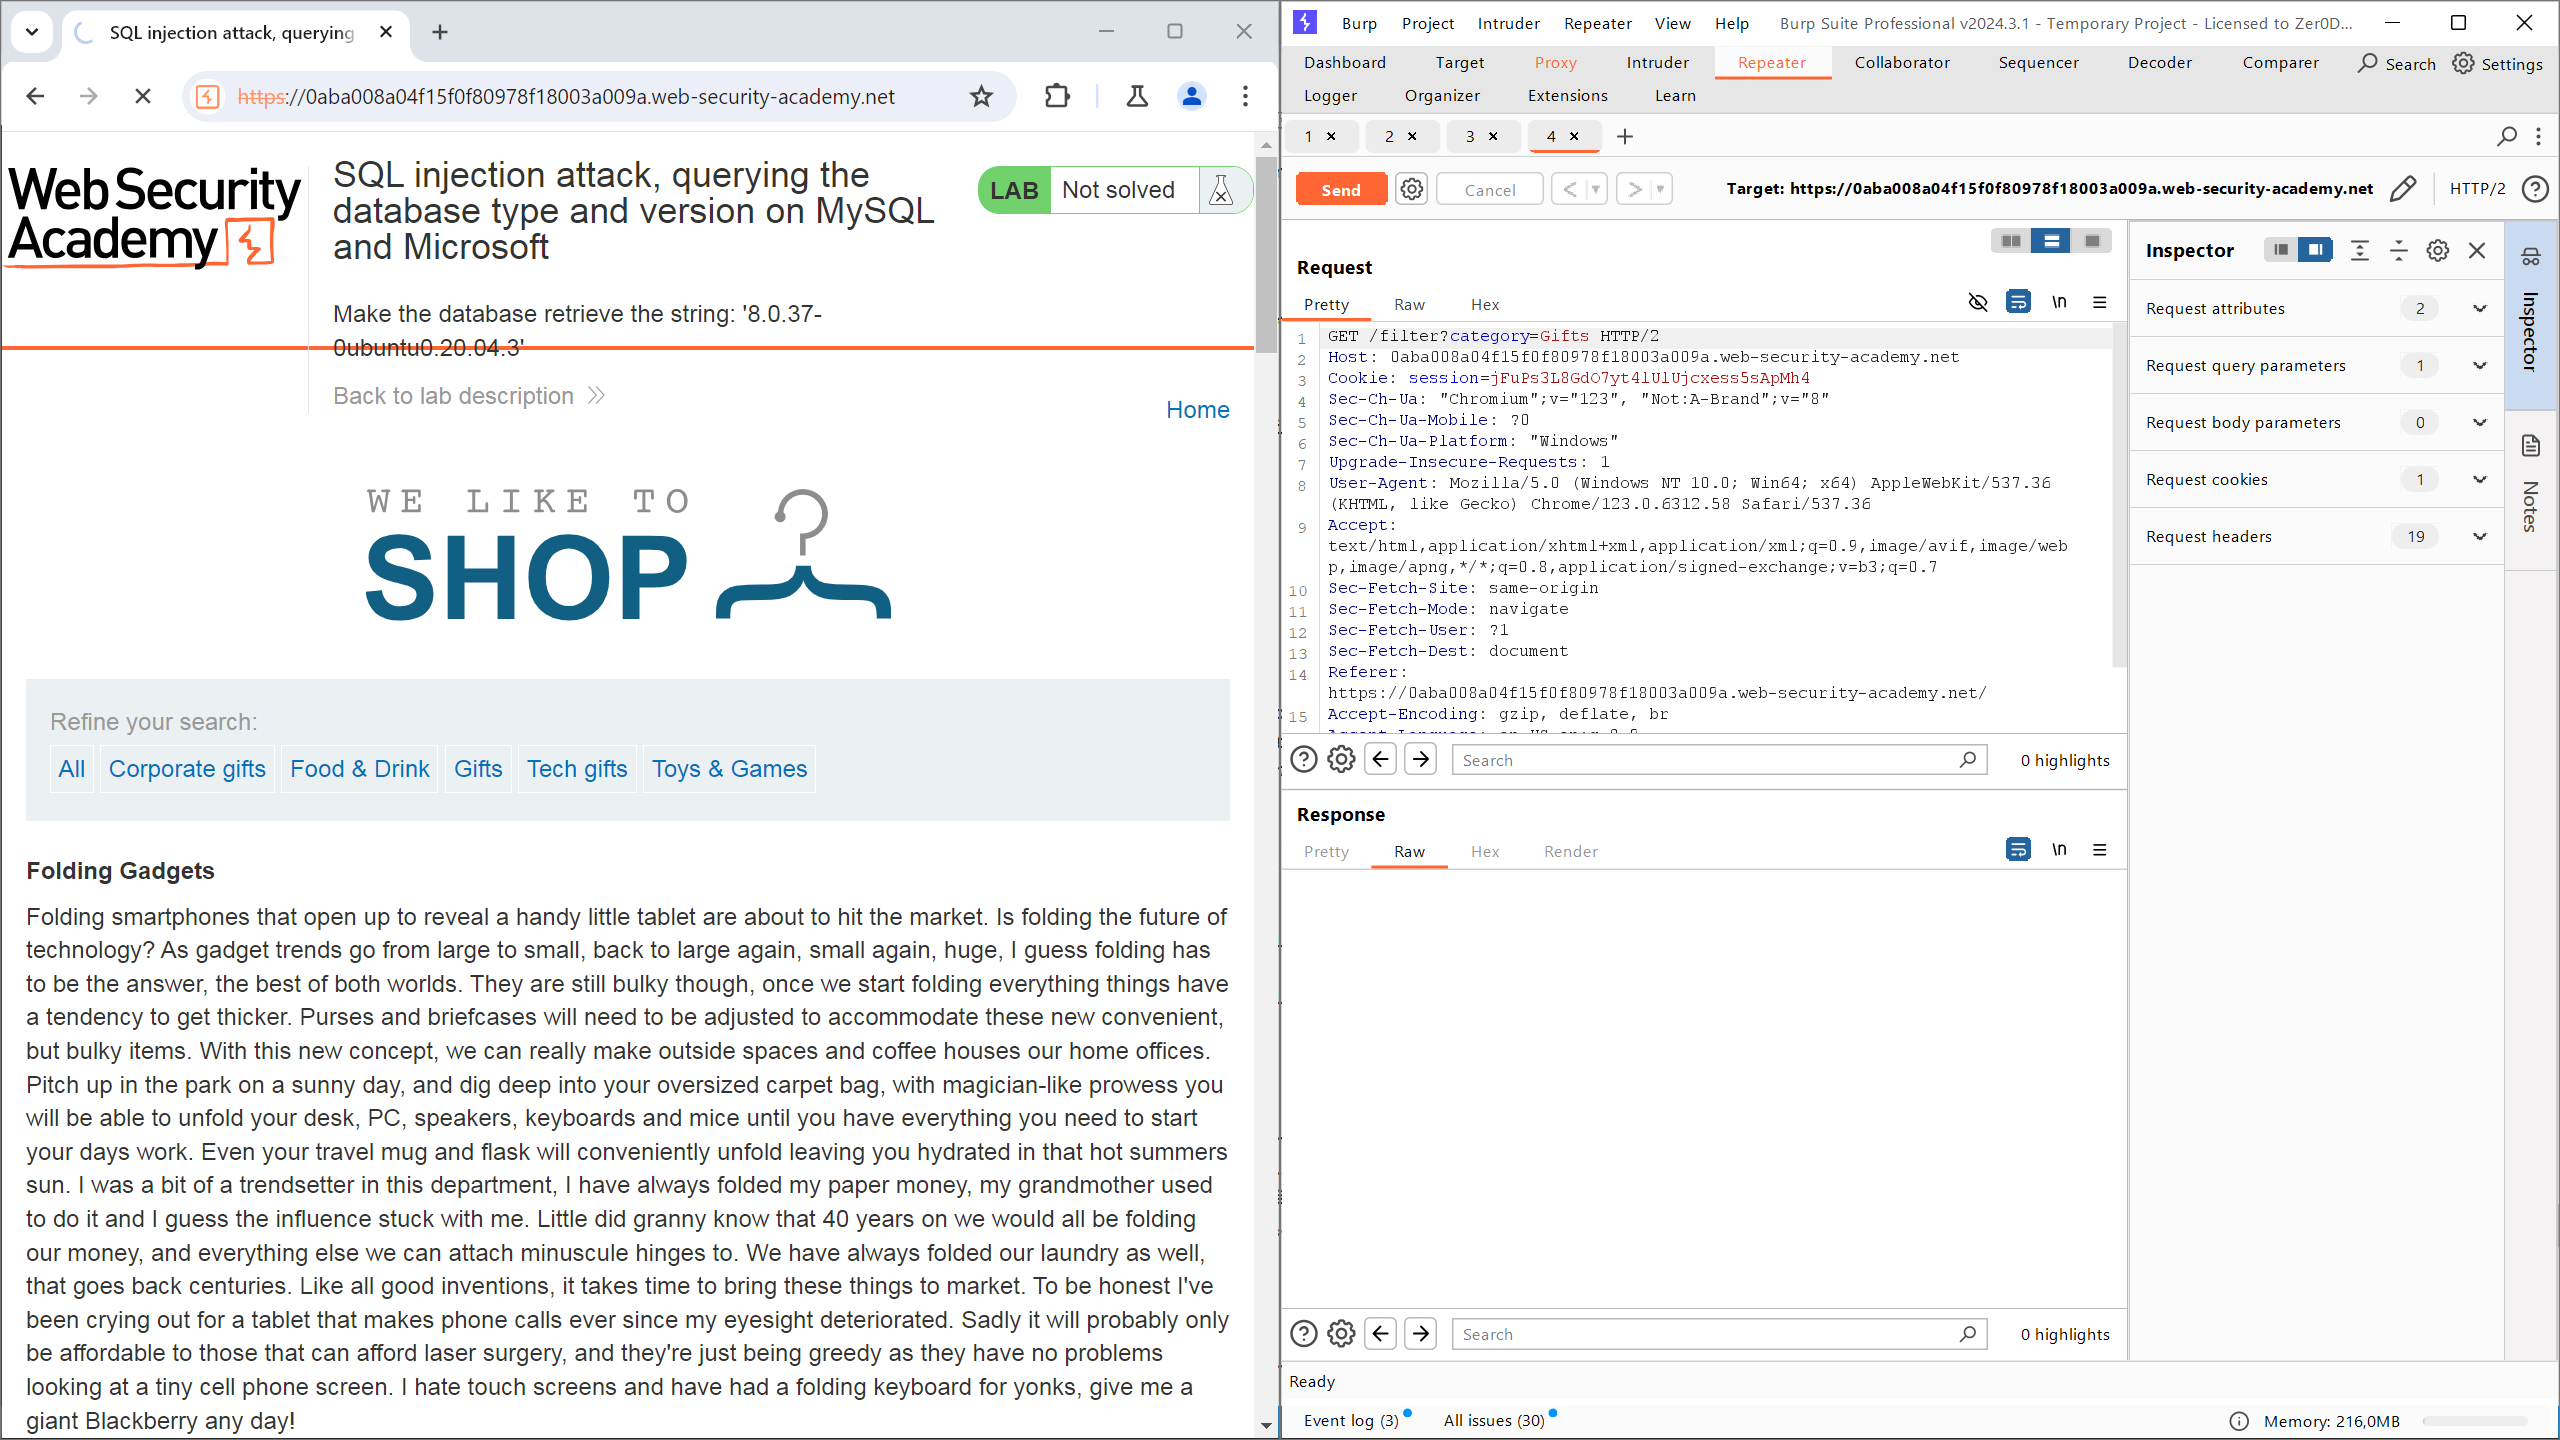 SQL injection attack, querying
https://0aba008a04f15f0f80978f18003a009a.web-security-academy.net
Web Security
Academy
SQL injection attack, querying the
database type and version on MySQL
and Microsoft
LAB Not solved
Make the database retrieve the string: '8.0.37-
0ubuntu0.20.04.3'
Back to lab description
Home
WE LIKE TO
SHOP
Refine your search:
All Corporate gifts Food & Drink Gifts Tech gifts Toys & Games
Folding Gadgets
Folding smartphones that open up to reveal a handy little tablet are about to hit the market. Is folding the future of
technology? As gadget trends go from large to small, back to large again, small again, huge, I guess folding has
to be the answer, the best of both worlds. They are still bulky though, once we start folding everything things have
a tendency to get thicker. Purses and briefcases will need to be adjusted to accommodate these new convenient,
but bulky items. With this new concept, we can really make outside spaces and coffee houses our home offices.
Pitch up in the park on a sunny day, and dig deep into your oversized carpet bag, with magician-like prowess you
will be able to unfold your desk, PC, speakers, keyboards and mice until you have everything you need to start
your days work. Even your travel mug and flask will conveniently unfold leaving you hydrated in that hot summers
sun. I was a bit of a trendsetter in this department, I have always folded my paper money, my grandmother used
to do it and I guess the influence stuck with me. Little did granny know that 40 years on we would all be folding
our money, and everything else we can attach minuscule hinges to. We have always folded our laundry as well,
that goes back centuries. Like all good inventions, it takes time to bring these things to market. To be honest I've
been crying out for a tablet that makes phone calls ever since my eyesight deteriorated. Sadly it will probably only
be affordable to those that can afford laser surgery, and they're just being greedy as they have no problems
looking at a tiny cell phone screen. I hate touch screens and have had a folding keyboard for yonks, give me a
giant Blackberry any day!
Burp Project Intruder Repeater View Help Burp Suite Professional v2024.3.1 - Temporary Project - Licensed to Zer0D...
Dashboard Target Proxy Intruder Repeater Collaborator Sequencer Decoder Comparer Search Settings
Logger Organizer Extensions Learn
1 2 3 4
Send Cancel Target: https://0aba008a04f15f0f80978f18003a009a.web-security-academy.net HTTP/2
Request
Pretty Raw Hex \n
1 GET /filter?category=Gifts HTTP/2
2 Host: 0aba008a04f15f0f80978f18003a009a.web-security-academy.net
3 Cookie: session=jFuPs3L8GdO7yt4lUlUjcxess5sApMh4
4 Sec-Ch-Ua: "Chromium";v="123", "Not:A-Brand";v="8"
5 Sec-Ch-Ua-Mobile: ?0
6 Sec-Ch-Ua-Platform: "Windows"
7 Upgrade-Insecure-Requests: 1
8 User-Agent: Mozilla/5.0 (Windows NT 10.0; Win64; x64) AppleWebKit/537.36
(KHTML, like Gecko) Chrome/123.0.6312.58 Safari/537.36
9 Accept:
text/html,application/xhtml+xml,application/xml;q=0.9,image/avif,image/web
p,image/apng,*/*;q=0.8,application/signed-exchange;v=b3;q=0.7
10 Sec-Fetch-Site: same-origin
11 Sec-Fetch-Mode: navigate
12 Sec-Fetch-User: ?1
13 Sec-Fetch-Dest: document
14 Referer:
https://0aba008a04f15f0f80978f18003a009a.web-security-academy.net/
15 Accept-Encoding: gzip, deflate, br
Search 0 highlights
Response
Pretty Raw Hex Render \n
Search 0 highlights
Inspector
Request attributes 2
Request query parameters 1
Request body parameters 0
Request cookies 1
Request headers 19
Inspector
Notes
Ready
Event log (3) All issues (30) Memory: 216,0MB